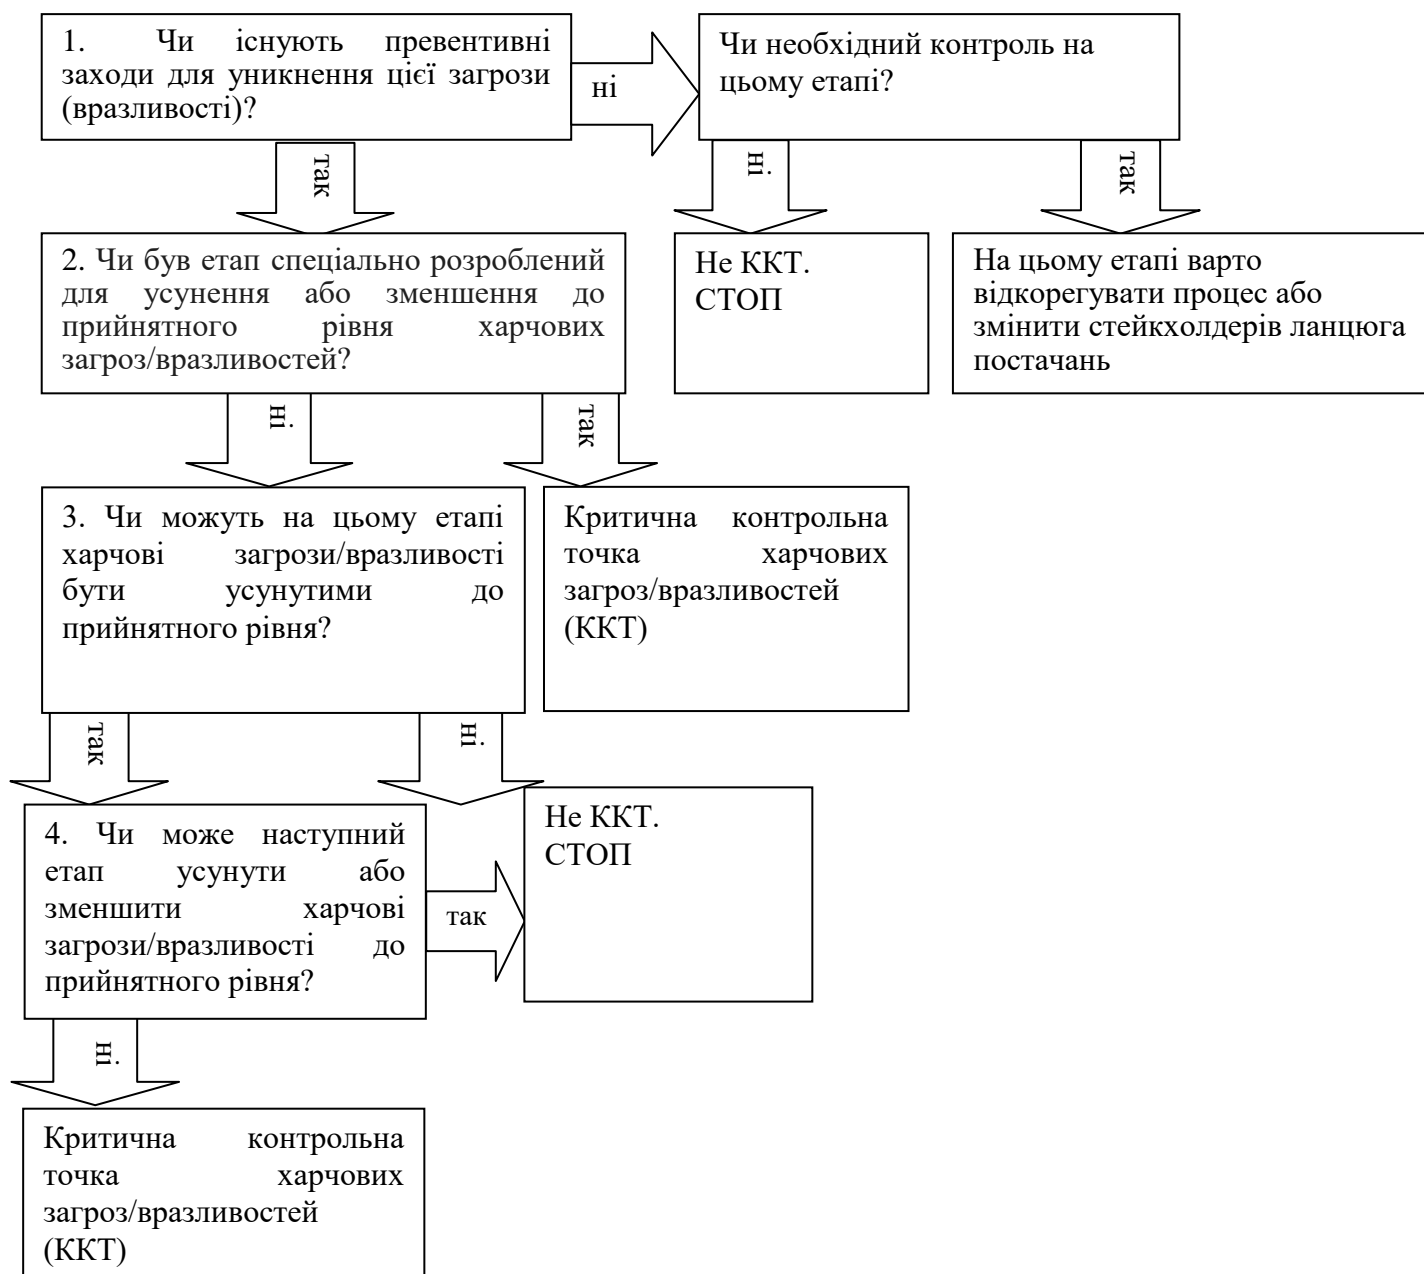 1. Чи існують превентивні
заходи для уникнення цієї загрози
(вразливості)?
ні
Чи необхідний контроль на
цьому етапі?
так
ні
так
2. Чи був етап спеціально розроблений
для усунення або зменшення до
прийнятного рівня харчових
загроз/вразливостей?
Не ККТ.
СТОП
На цьому етапі варто
відкорегувати процес або
змінити стейкхолдерів ланцюга
постачань
ні
так
3. Чи можуть на цьому етапі
харчові загрози/вразливості
бути усунутими до
прийнятного рівня?
Критична контрольна
точка харчових
загроз/вразливостей
(ККТ)
так
ні
4. Чи може наступний
етап усунути або
зменшити харчові
загрози/вразливості до
прийнятного рівня?
так
Не ККТ.
СТОП
ні
Критична контрольна
точка харчових
загроз/вразливостей
(ККТ)